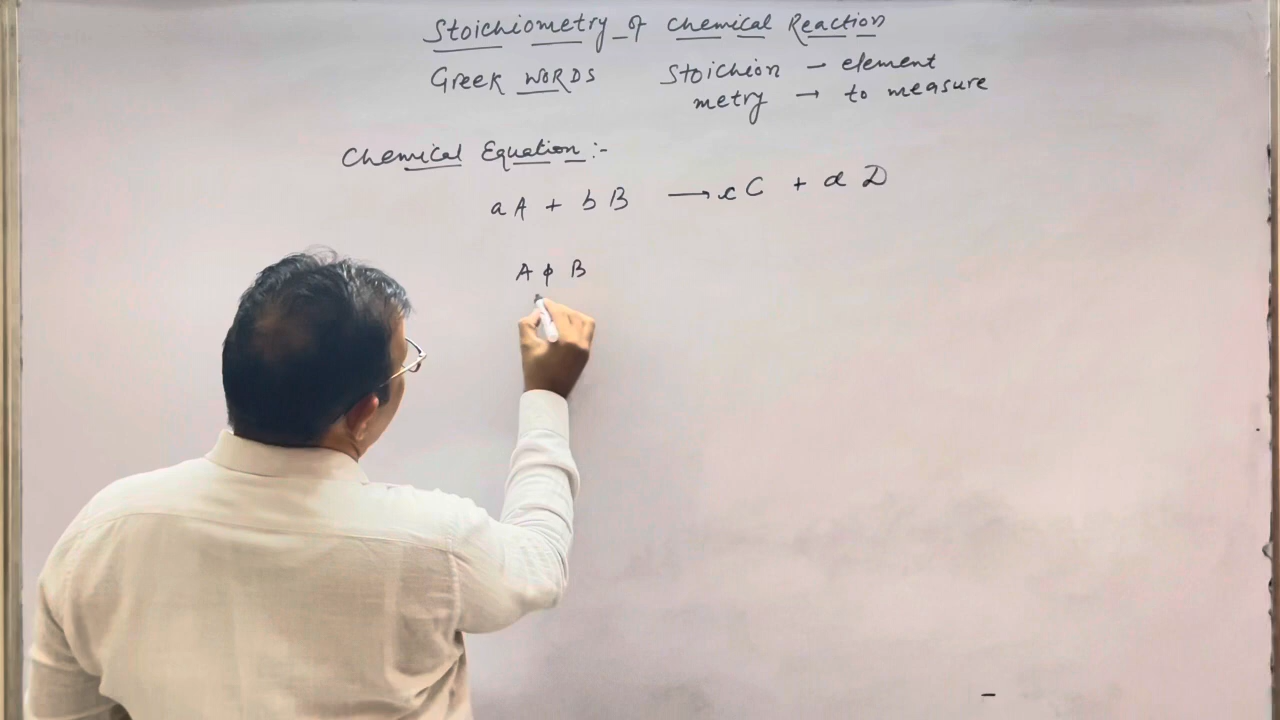 Stoichiometry of Chemical Reaction
Greek WORDS Stoichion - element
metry → to measure
Chemical Equation :-
aA + bB → cC + dD
A & B